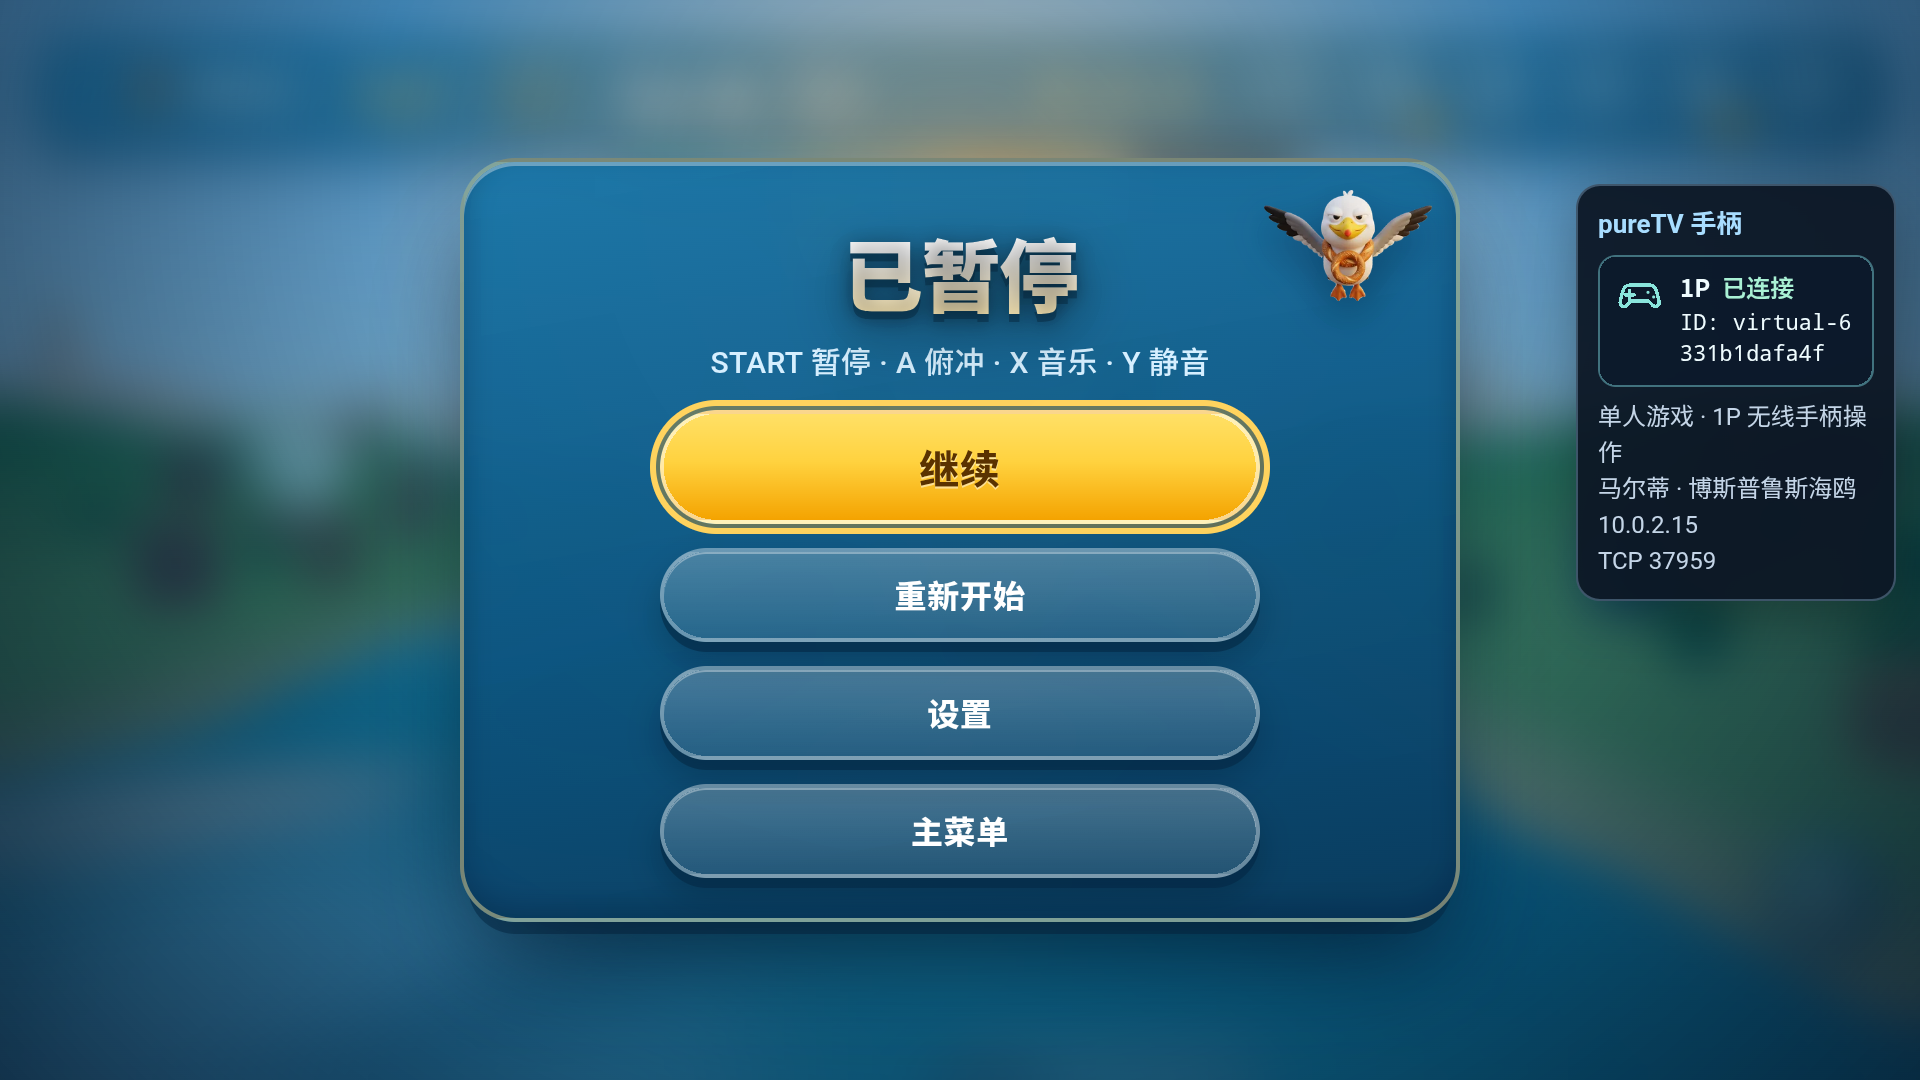 已暂停
START 暂停 · A 俯冲 · X 音乐 · Y 静音
继续
重新开始
设置
主菜单
pureTV 手柄
1P 已连接
ID: virtual-6
331b1dafa4f
单人游戏 · 1P 无线手柄操
作
马尔蒂 · 博斯普鲁斯海鸥
10.0.2.15
TCP 37959